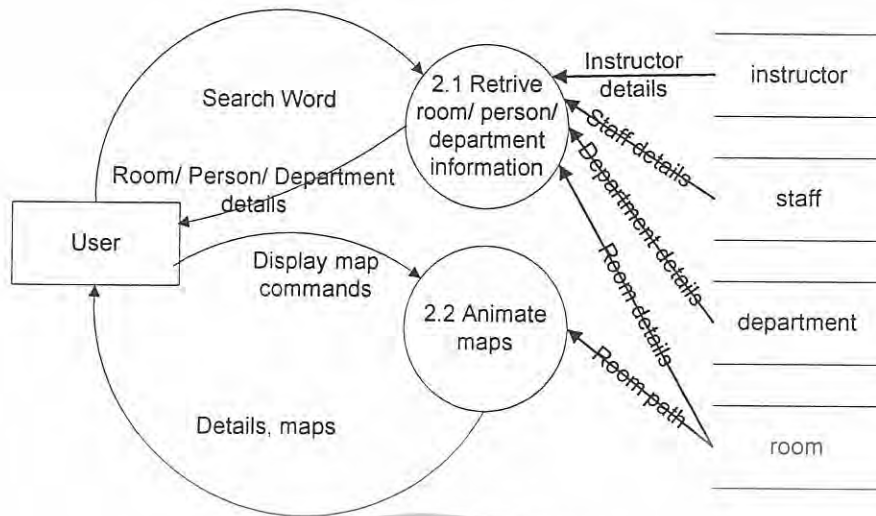 Search Word
2.1 Retrive
room/ person/
department
information
Instructor
details
instructor
Staff details
staff
Room/ Person/ Department
details
Department details
User
Display map
commands
Room details
department
2.2 Animate
maps
Room path
Details, maps
room